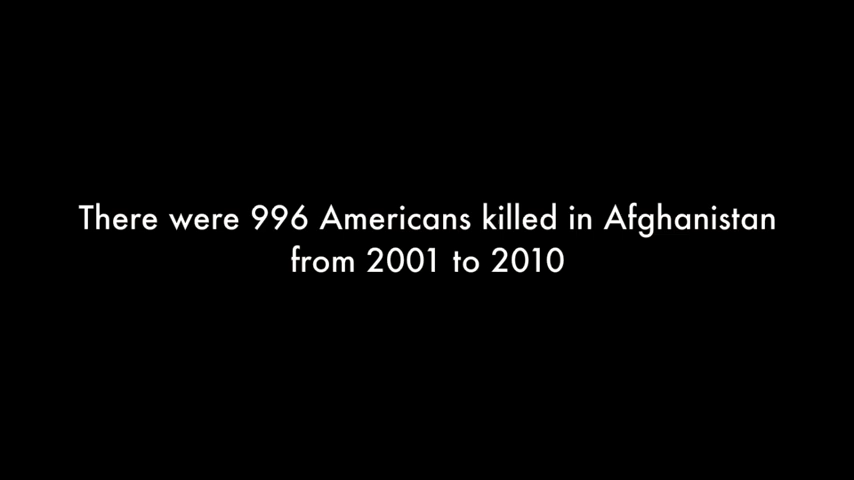 There were 996 Americans killed in Afghanistan
from 2001 to 2010